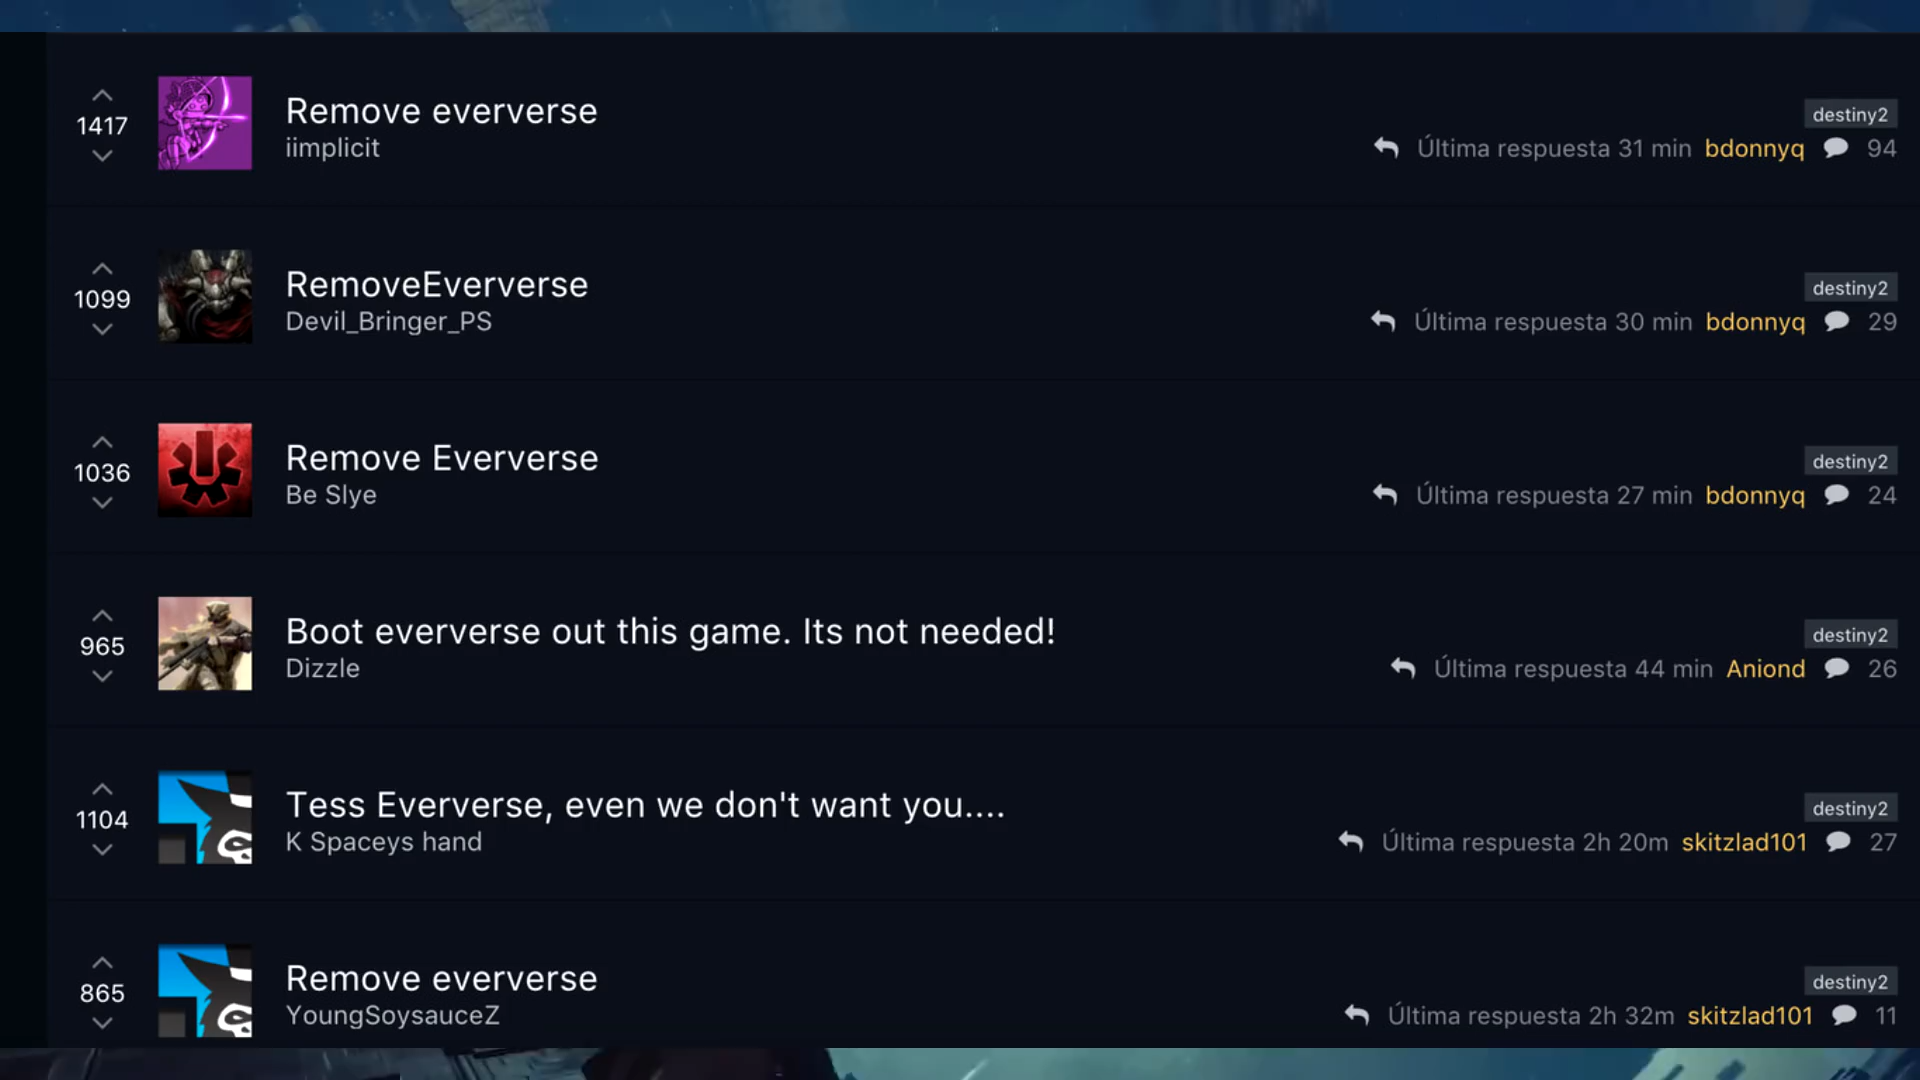 1417
Remove eververse
iimplicit
destiny2
Última respuesta 31 min bdonnyq 94
1099
RemoveEververse
Devil_Bringer_PS
destiny2
Última respuesta 30 min bdonnyq 29
1036
Remove Eververse
Be Slye
destiny2
Última respuesta 27 min bdonnyq 24
965
Boot eververse out this game. Its not needed!
Dizzle
destiny2
Última respuesta 44 min Aniond 26
1104
Tess Eververse, even we don't want you....
K Spaceys hand
destiny2
Última respuesta 2h 20m skitzlad101 27
865
Remove eververse
YoungSoysauceZ
destiny2
Última respuesta 2h 32m skitzlad101 11